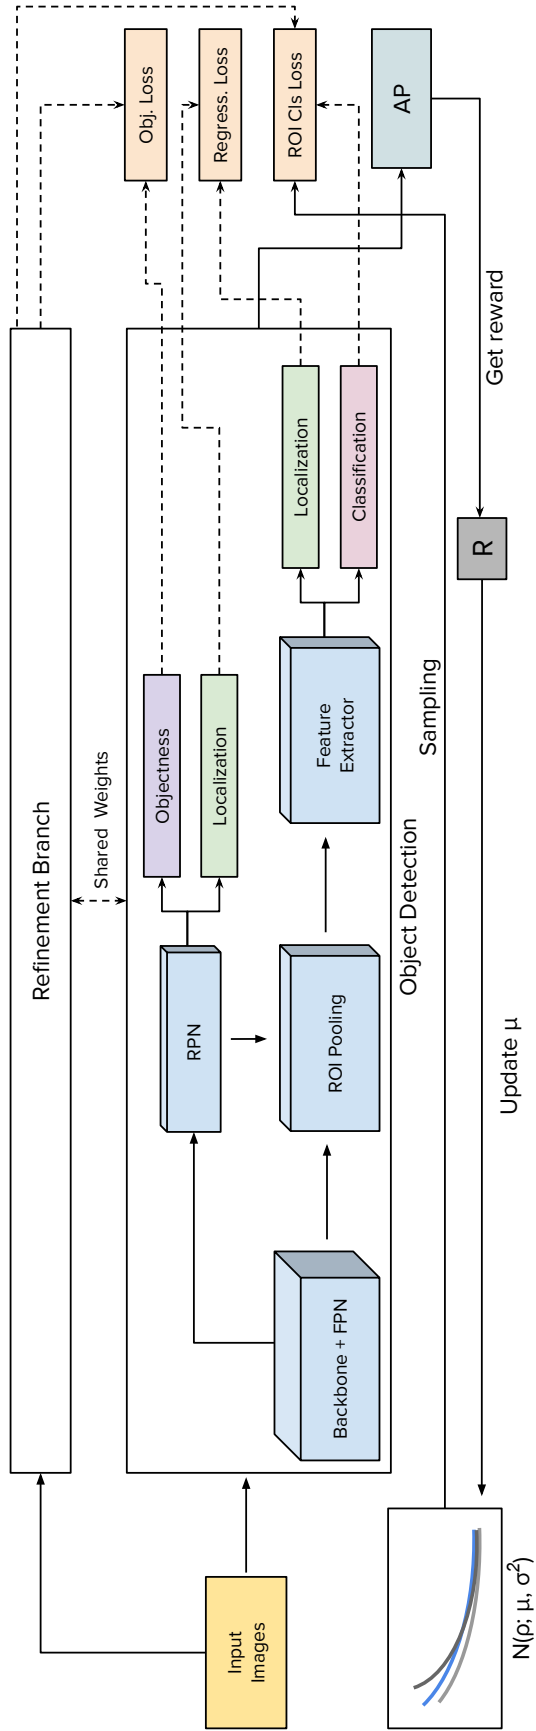 Refinement Branch
Shared Weights
Input
Images
Backbone + FPN
RPN
ROI Pooling
Objectness
Localization
Feature
Extractor
Localization
Classification
Object Detection
Obj. Loss
Regress. Loss
ROI Cls Loss
AP
Sampling
Get reward
R
Update μ
N(ρ; μ, σ²)